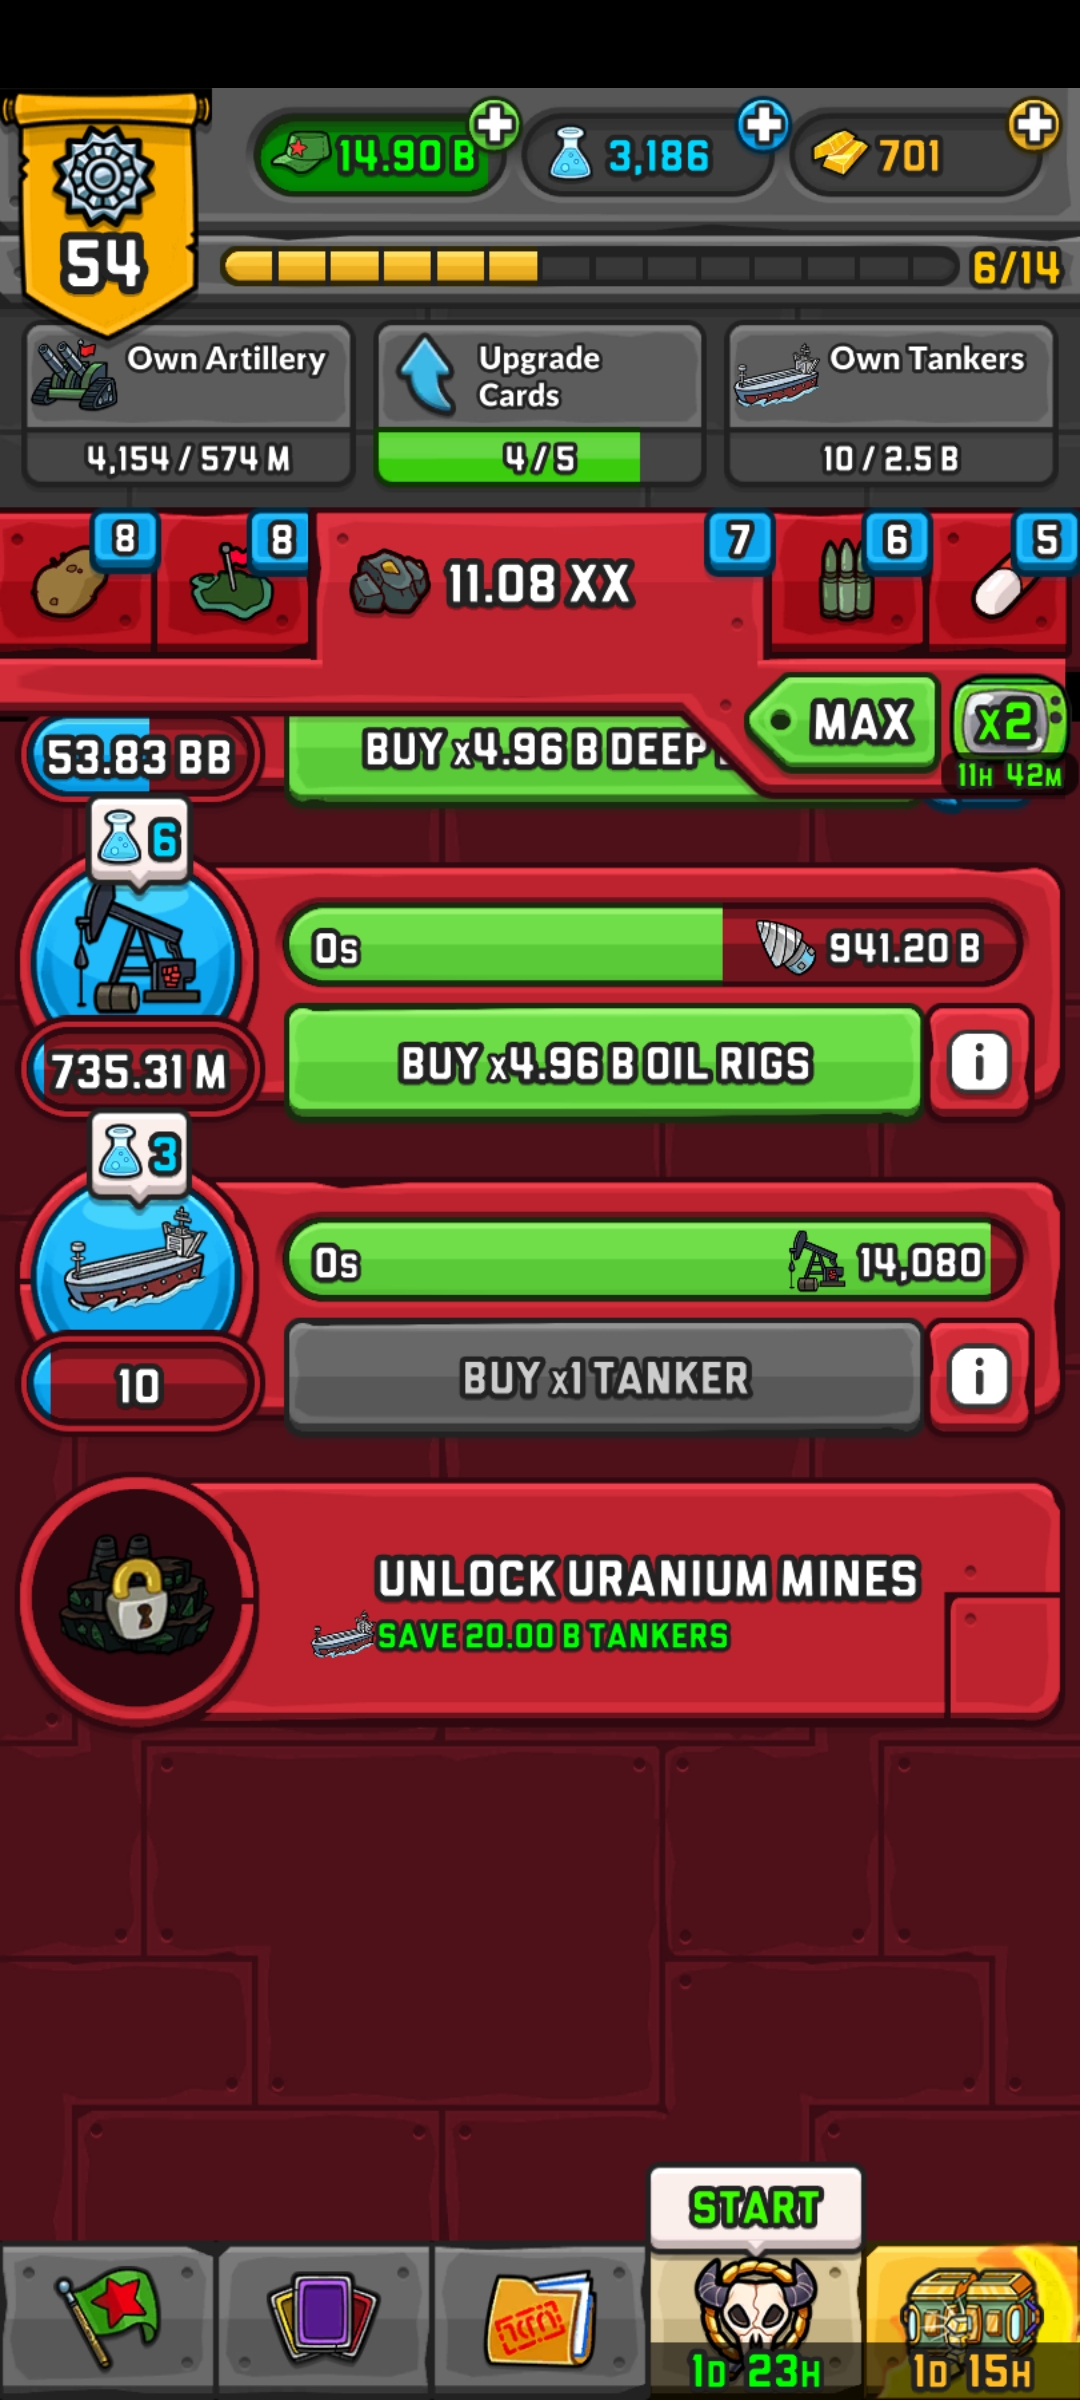 14.90 B
3,186
701
54
6/14
Own Artillery
4,154 / 574 M
Upgrade
Cards
4 / 5
Own Tankers
10 / 2.5 B
8
8
11.08 XX
7
6
5
MAX
x2
11H 42M
53.83 BB
BUY x4.96 B DEEP
6
0s
941.20 B
735.31 M
BUY x4.96 B OIL RIGS
i
3
0s
14,080
10
BUY x1 TANKER
i
UNLOCK URANIUM MINES
SAVE 20.00 B TANKERS
START
1D 23H
1D 15H